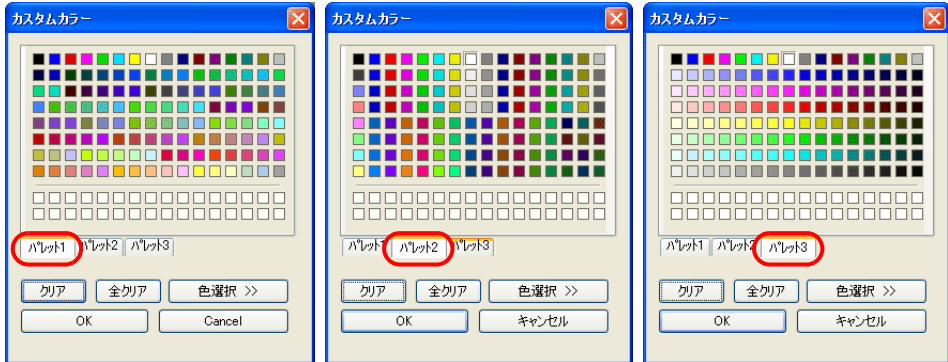 カスタムカラー
パレット1 パレット2 パレット3
クリア 全クリア 色選択 >>
OK Cancel
カスタムカラー
パレット1 パレット2 パレット3
クリア 全クリア 色選択 >>
OK キャンセル
カスタムカラー
パレット1 パレット2 パレット3
クリア 全クリア 色選択 >>
OK キャンセル